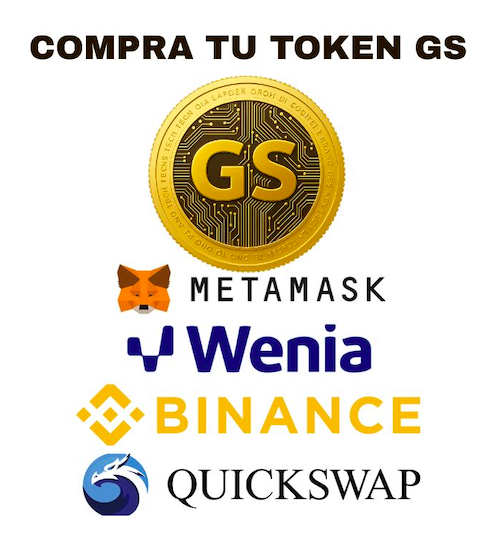 COMPRA TU TOKEN GS
GS
METAMASK
Wenia
BINANCE
QUICKSWAP